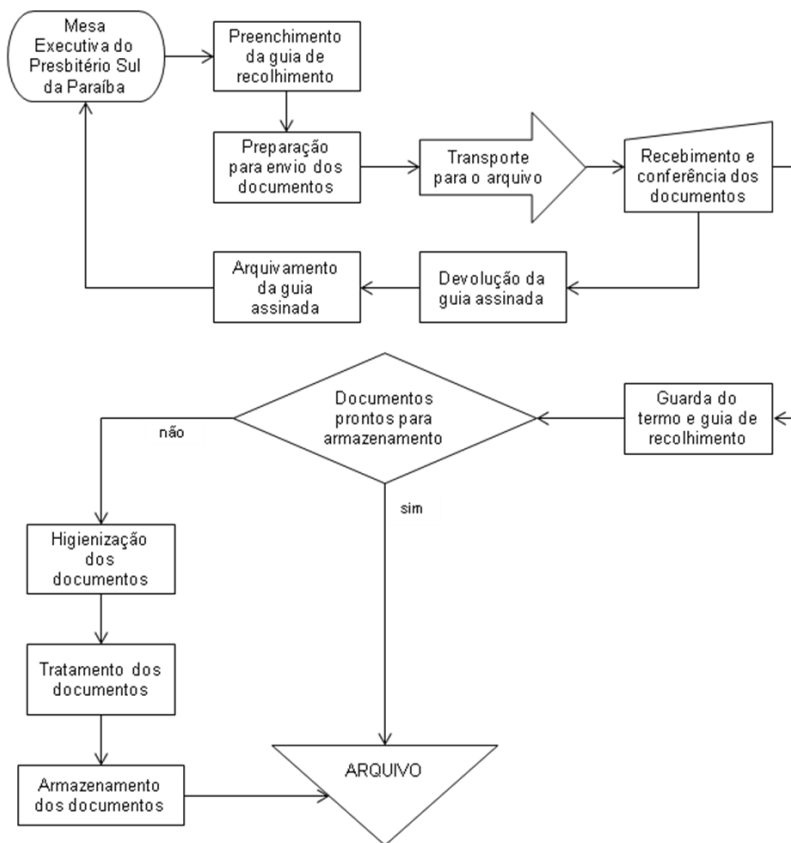 Mesa
Executiva do
Presbitério Sul
da Paraíba
Preenchimento
da guia de
recolhimento
Preparação
para envio dos
documentos
Transporte
para o arquivo
Recebimento e
conferência dos
documentos
Arquivamento
da guia
assinada
Devolução da
guia assinada
Documentos
prontos para
armazenamento
Guarda do
termo e guia de
recolhimento
não
sim
Higienização
dos
documentos
Tratamento dos
documentos
Armazenamento
dos documentos
ARQUIVO